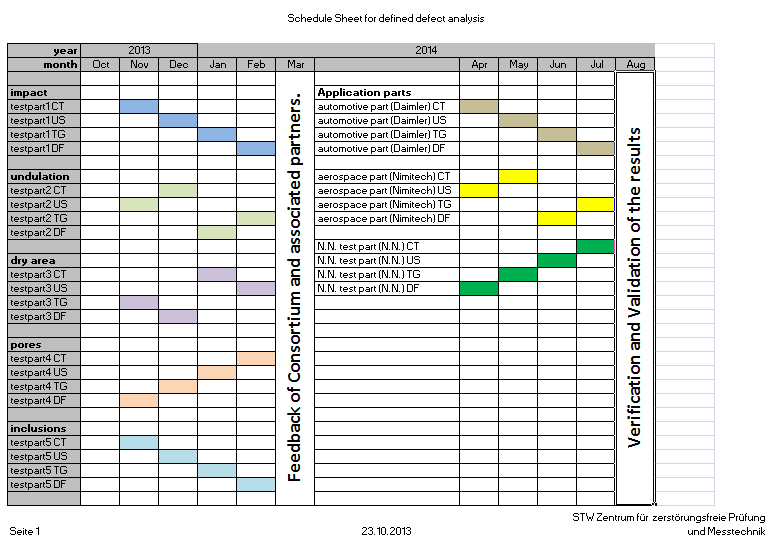 Schedule Sheet for defined defect analysis
year 2013 2014
month Oct Nov Dec Jan Feb Mar Apr May Jun Jul Aug
impact Application parts
testpart1 CT automotive part (Daimler) CT
testpart1 US automotive part (Daimler) US
testpart1 TG automotive part (Daimler) TG
testpart1 DF automotive part (Daimler) DF
undulation aerospace part (Nimitech) CT
testpart2 CT aerospace part (Nimitech) US
testpart2 US aerospace part (Nimitech) TG
testpart2 TG aerospace part (Nimitech) DF
testpart2 DF
N.N. test part (N.N.) CT
dry area N.N. test part (N.N.) US
testpart3 CT N.N. test part (N.N.) TG
testpart3 US N.N. test part (N.N.) DF
testpart3 TG
testpart3 DF
pores
testpart4 CT
testpart4 US
testpart4 TG
testpart4 DF
inclusions
testpart5 CT
testpart5 US
testpart5 TG
testpart5 DF
Feedback of Consortium and associated partners.
Verification and Validation of the results
Seite 1
23.10.2013
STW Zentrum für zerstörungsfreie Prüfung
und Messtechnik